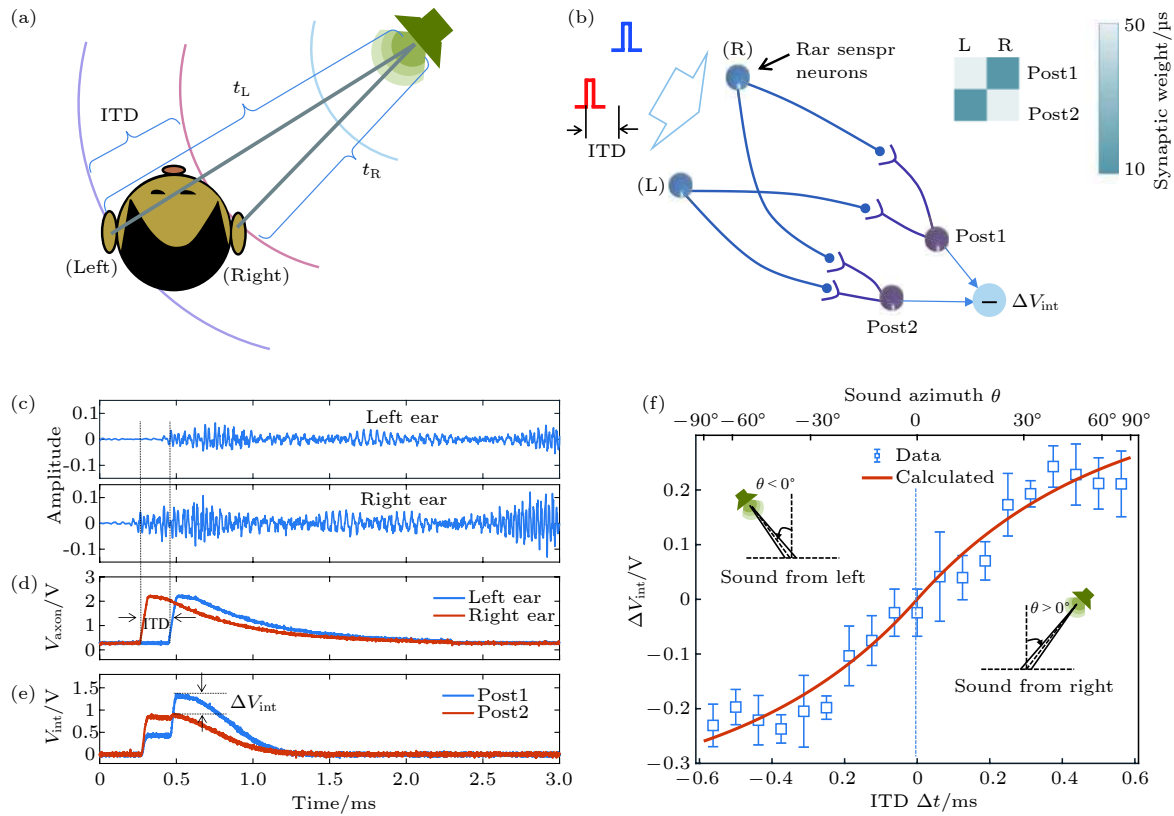 (a)
t_L
ITD
t_R
(Left)
(Right)
(b)
ITD
(R)
Rar senspr
neurons
(L)
Post1
Post2
−
ΔV_int
L R
Post1
Post2
50
10
Synaptic weight/μs
(c)
Amplitude
0.1
0
-0.1
Left ear
0.1
0
-0.1
Right ear
(d)
V_axon/V
3
2
1
0
ITD
Left ear
Right ear
(e)
V_int/V
1.5
1.0
0.5
0
ΔV_int
Post1
Post2
0 0.5 1.0 1.5 2.0 2.5 3.0
Time/ms
(f)
Sound azimuth θ
−90° −60° −30° 0 30° 60° 90°
Data
Calculated
θ<0°
Sound from left
θ>0°
Sound from right
ΔV_int/V
0.2
0.1
0
−0.1
−0.2
−0.3
−0.6 −0.4 0.2 0 0.2 0.4 0.6
ITD Δt/ms